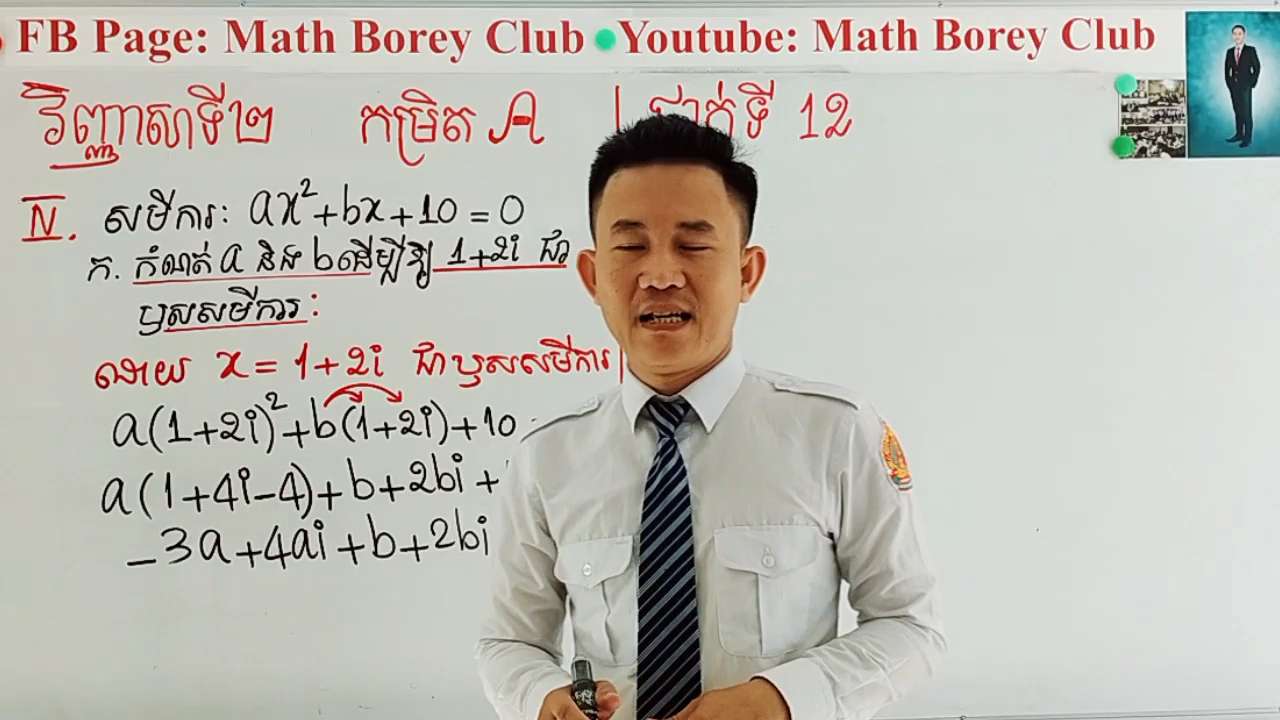 FB Page: Math Borey Club Youtube: Math Borey Club
វិញ្ញាសាទី២ កម្រិត A ថ្នាក់ទី 12
IV. សមីការ: ax²+bx+10=0
ក. កំណត់ a និង b ដើម្បីឱ្យ 1+2i ជា
ឫសសមីការ:
ដោយ x=1+2i ជាឫសសមីការ
a(1+2i)²+b(1+2i)+10
a(1+4i-4)+b+2bi+
-3a+4ai+b+2bi